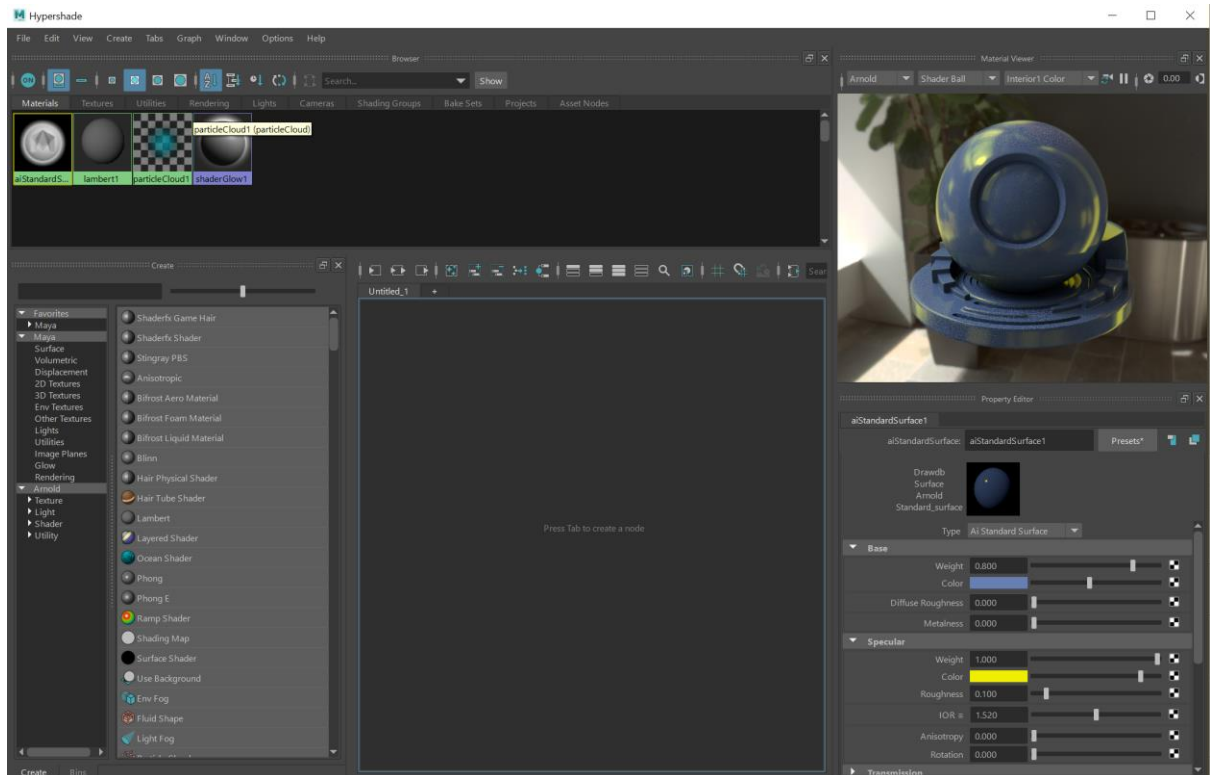 Hypershade
File Edit View Create Tabs Graph Window Options Help
Browser
ON
Search...
Show
Materials Textures Utilities Rendering Lights Cameras Shading Groups Bake Sets Projects Asset Nodes
particleCloud1 (particleCloud)
aiStandardS... lambert1 particleCloud1 shaderGlow1
Create
Favorites
Maya
Maya
Surface
Volumetric
Displacement
2D Textures
3D Textures
Env Textures
Other Textures
Lights
Utilities
Image Planes
Glow
Rendering
Arnold
Texture
Light
Shader
Utility
Shaderfx Game Hair
Shaderfx Shader
Stingray PBS
Anisotropic
Bifrost Aero Material
Bifrost Foam Material
Bifrost Liquid Material
Blinn
Hair Physical Shader
Hair Tube Shader
Lambert
Layered Shader
Ocean Shader
Phong
Phong E
Ramp Shader
Shading Map
Surface Shader
Use Background
Env Fog
Fluid Shape
Light Fog
Create Bins
Sear
Untitled_1 +
Press Tab to create a node
Material Viewer
Arnold Shader Ball Interior1 Color 0.00
Property Editor
aiStandardSurface1
aiStandardSurface: aiStandardSurface1 Presets*
Drawdb
Surface
Arnold
Standard_surface
Type Ai Standard Surface
Base
Weight 0.800
Color
Diffuse Roughness 0.000
Metalness 0.000
Specular
Weight 1.000
Color
Roughness 0.100
IOR 1.520
Anisotropy 0.000
Rotation 0.000
Transmission